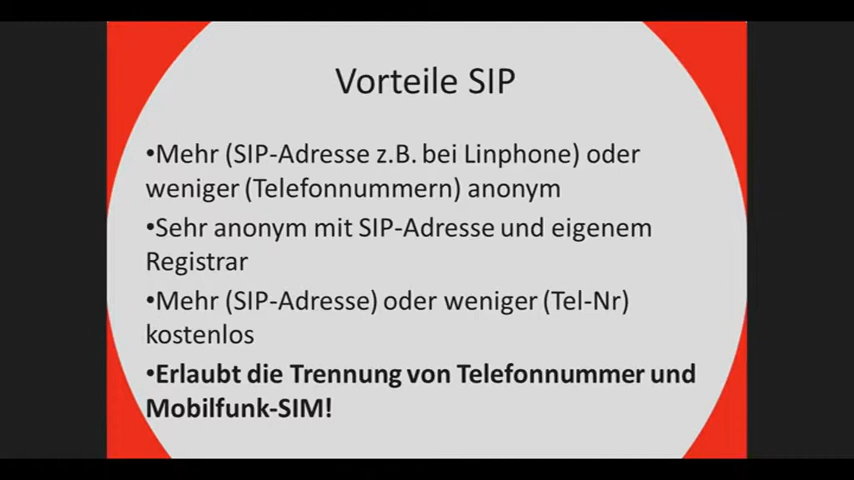 Vorteile SIP
•Mehr (SIP-Adresse z.B. bei Linphone) oder
weniger (Telefonnummern) anonym
•Sehr anonym mit SIP-Adresse und eigenem
Registrar
•Mehr (SIP-Adresse) oder weniger (Tel-Nr)
kostenlos
•Erlaubt die Trennung von Telefonnummer und
Mobilfunk-SIM!